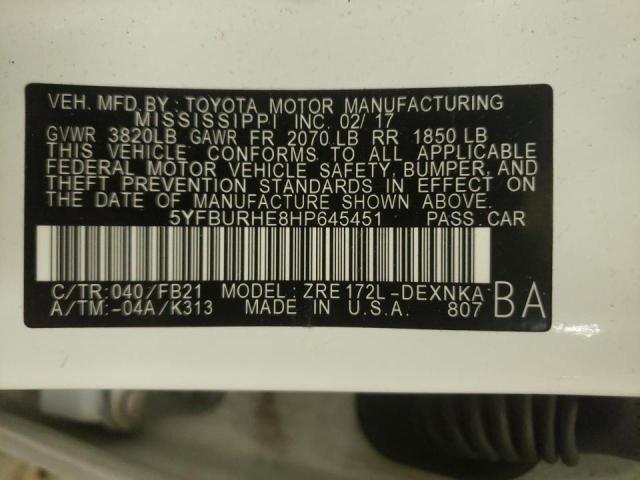 VEH. MFD.BY: TOYOTA MOTOR MANUFACTURING
MISSISSIPPI INC 02/17
GVWR 3820LB GAWR FR 2070 LB RR 1850 LB
THIS VEHICLE CONFORMS TO ALL APPLICABLE
FEDERAL MOTOR VEHICLE SAFETY, BUMPER, AND
THEFT PREVENTION STANDARDS IN EFFECT ON
THE DATE OF MANUFACTURE SHOWN ABOVE.
5YFBURHE8HP645451 PASS.CAR
C/TR:040/FB21 MODEL: ZRE172L-DEXNKA BA
A/TM:-04A/K313 MADE IN U.S.A. 807